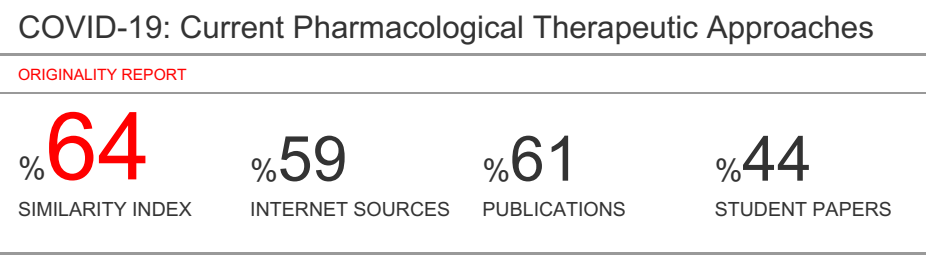 COVID-19: Current Pharmacological Therapeutic Approaches
ORIGINALITY REPORT
%64 %59 %61 %44
SIMILARITY INDEX INTERNET SOURCES PUBLICATIONS STUDENT PAPERS